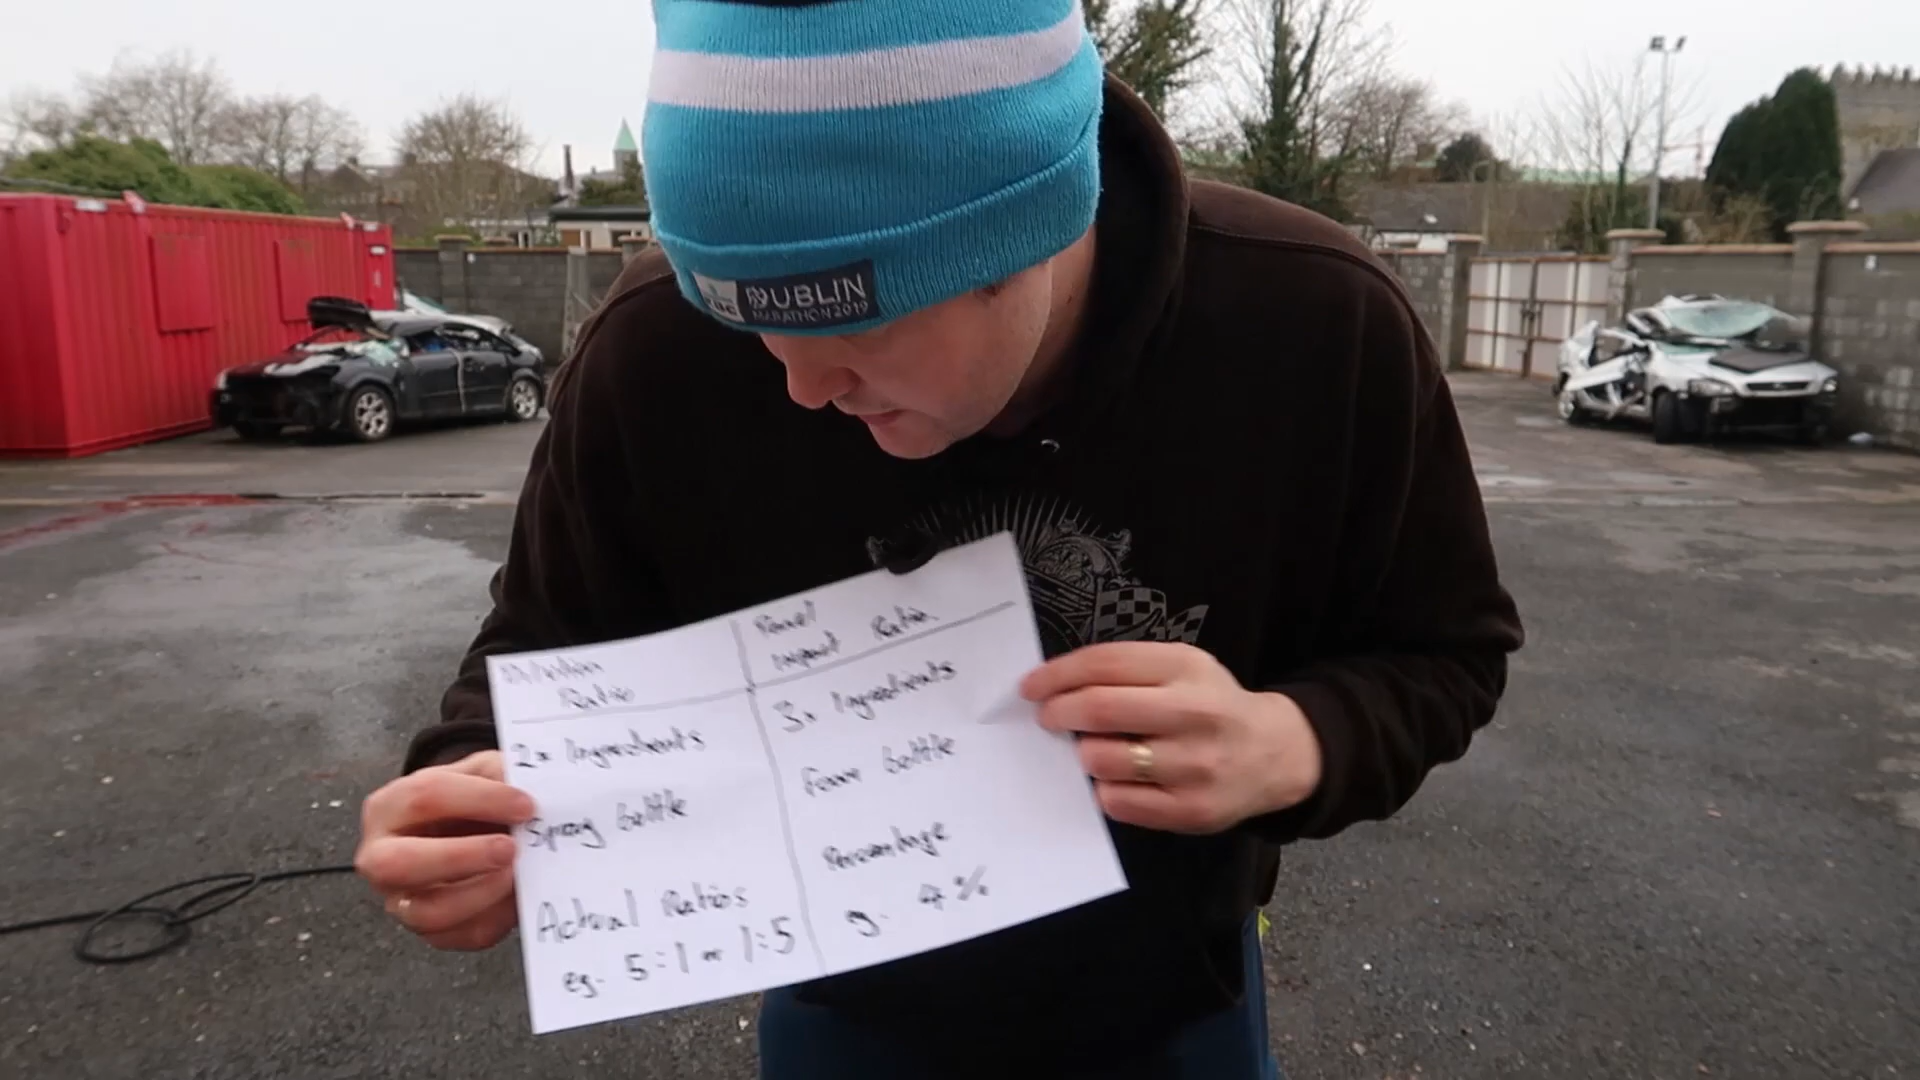 DUBLIN
MARATHON 2019
Dilution
Ratio
2x Ingredients
Spray bottle
Actual Ratios
eg. 5:1 or 1:5
Panel
Impact Ratio
3x Ingredients
Foam bottle
Percentage
eg. 4%